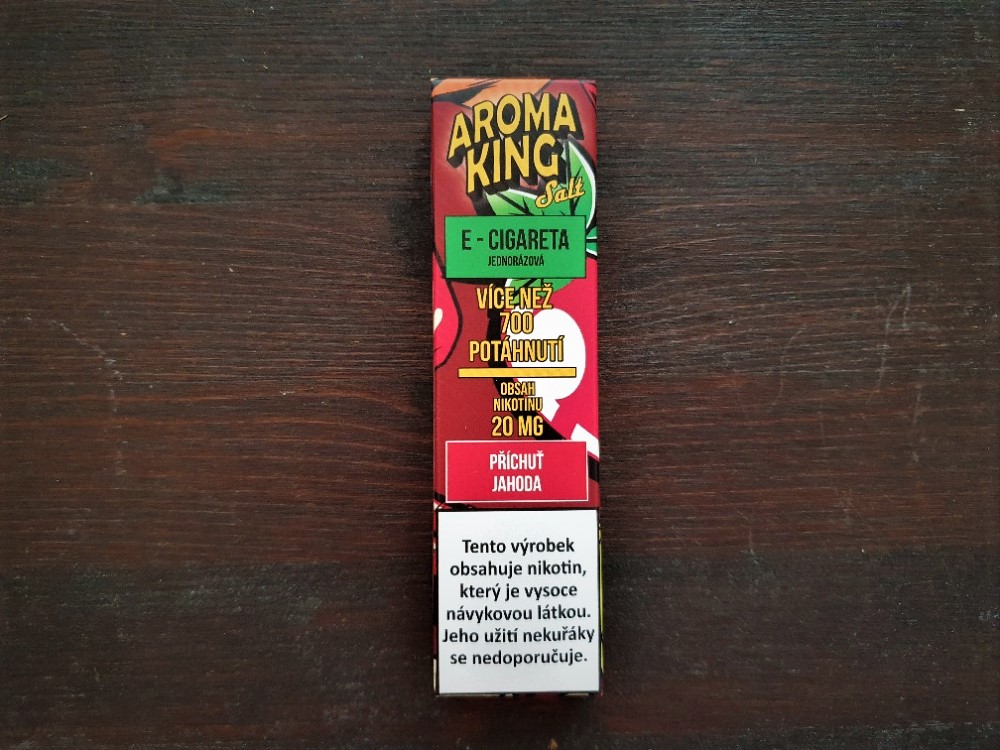 AROMA
KING
Salt
E - CIGARETA
JEDNORÁZOVÁ
VÍCE NEŽ
700
POTÁHNUTÍ
OBSAH
NIKOTINU
20 MG
PŘÍCHUŤ
JAHODA
Tento výrobek
obsahuje nikotin,
který je vysoce
návykovou látkou.
Jeho užití nekuřáky
se nedoporučuje.